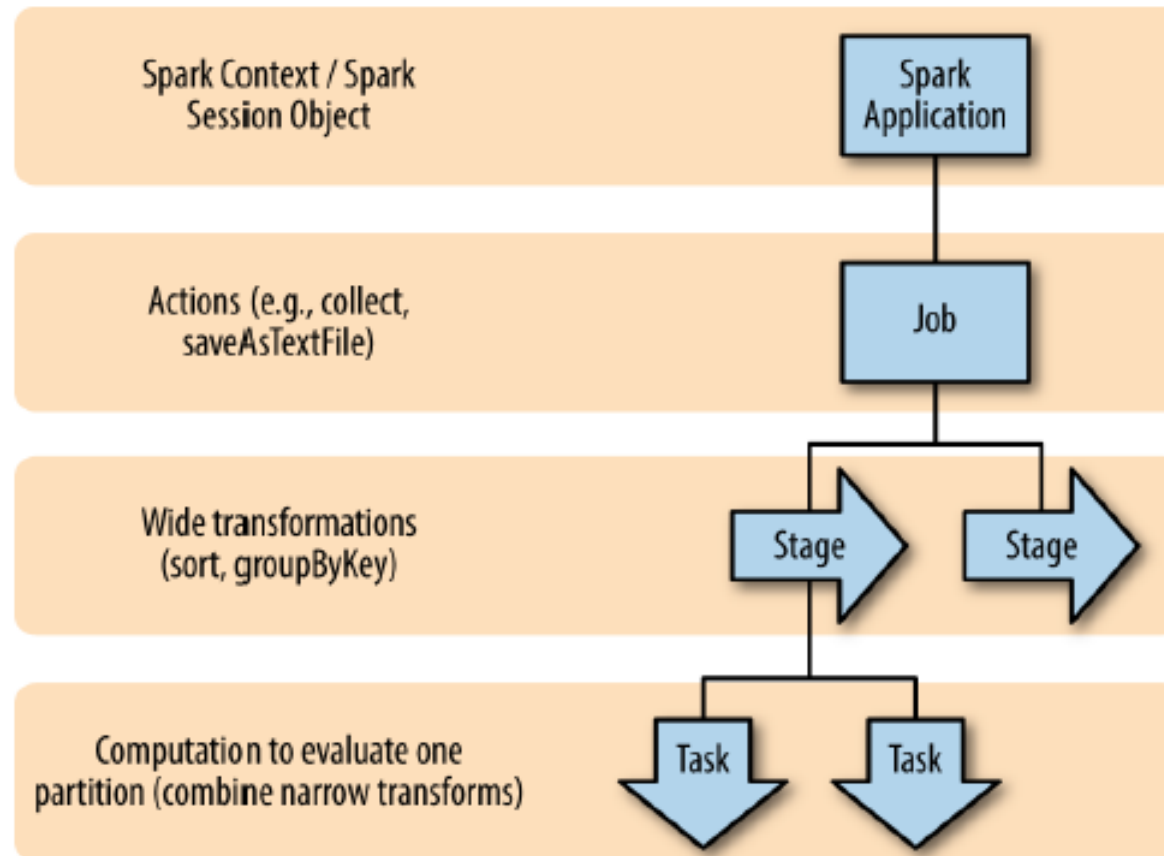 Spark Context / Spark
Session Object
Spark
Application
Actions (e.g., collect,
saveAsTextFile)
Job
Wide transformations
(sort, groupByKey)
Stage
Stage
Computation to evaluate one
partition (combine narrow transforms)
Task
Task